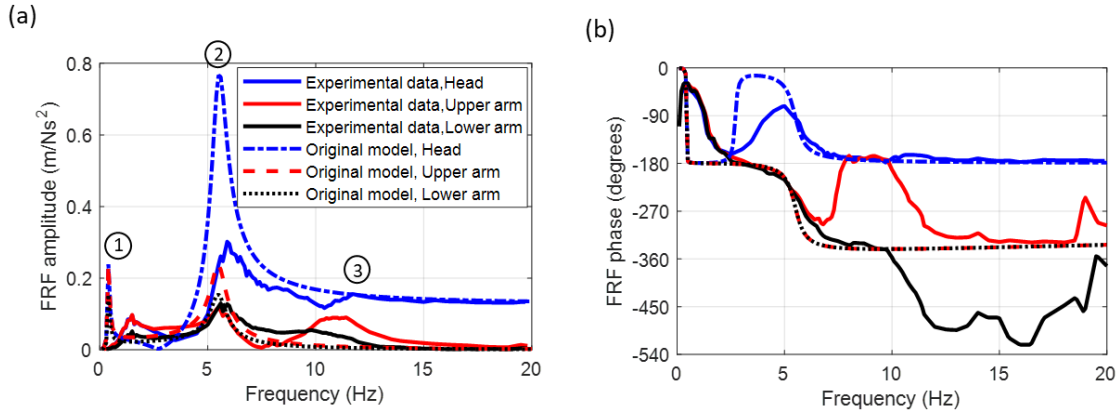 (a)
FRF amplitude (m/Ns²)
0.8
0.6
0.4
0.2
0
1
2
3
Experimental data,Head
Experimental data,Upper arm
Experimental data,Lower arm
Original model, Head
Original model, Upper arm
Original model, Lower arm
0 5 10 15 20
Frequency (Hz)
(b)
FRF phase (degrees)
0
-90
-180
-270
-360
-450
-540
0 5 10 15 20
Frequency (Hz)